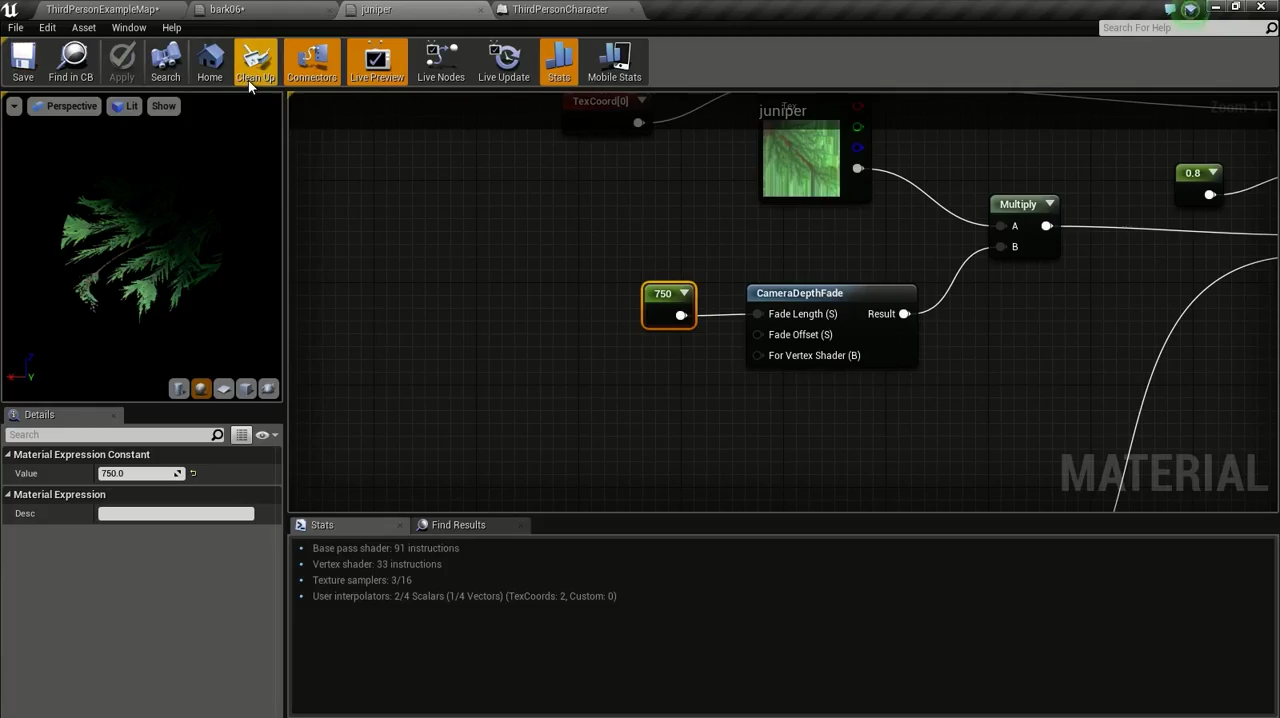 ThirdPersonExampleMap*
bark06*
juniper
ThirdPersonCharacter
File Edit Asset Window Help
Search For Help
Save
Find in CB
Apply
Search
Home
Clean Up
Connectors
Live Preview
Live Nodes
Live Update
Stats
Mobile Stats
Perspective
Lit
Show
TexCoord[0]
Tex
juniper
Zoom 1:1
0.8
Multiply
A
B
750
CameraDepthFade
Fade Length (S)
Result
Fade Offset (S)
For Vertex Shader (B)
MATERIAL
Details
Search
Material Expression Constant
Value 750.0
Material Expression
Desc
Stats
Find Results
Base pass shader: 91 instructions
Vertex shader: 33 instructions
Texture samplers: 3/16
User interpolators: 2/4 Scalars (1/4 Vectors) (TexCoords: 2, Custom: 0)